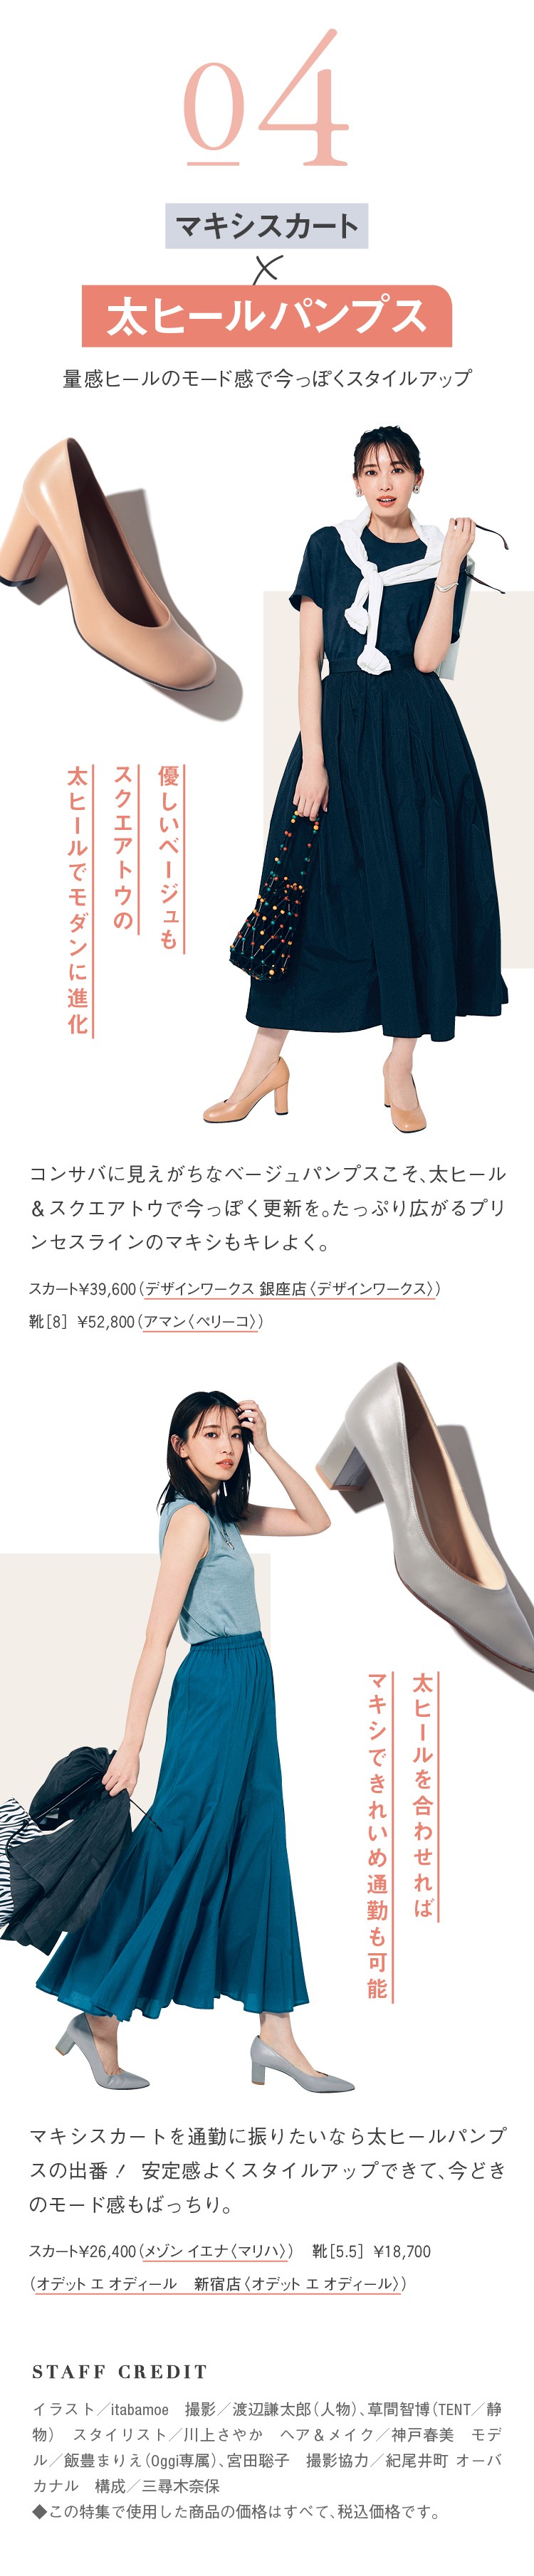 04
マキシスカート
×
太ヒールパンプス
量感ヒールのモード感で今っぽくスタイルアップ
優しいベージュも
スクエアトウの
太ヒールでモダンに進化
コンサバに見えがちなベージュパンプスこそ、太ヒール
＆スクエアトウで今っぽく更新を。たっぷり広がるプリ
ンセスラインのマキシもキレよく。
スカート¥39,600（デザインワークス 銀座店〈デザインワークス〉）
靴［8］ ¥52,800（アマン〈ペリーコ〉）
太ヒールを合わせれば
マキシできれいめ通勤も可能
マキシスカートを通勤に振りたいなら太ヒールパンプ
スの出番！ 安定感よくスタイルアップできて、今どき
のモード感もばっちり。
スカート¥26,400（メゾン イエナ〈マリハ〉）　靴［5.5］ ¥18,700
（オデット エ オディール　新宿店〈オデット エ オディール〉）
STAFF CREDIT
イラスト／itabamoe　撮影／渡辺謙太郎（人物）、草間智博（TENT／静
物）　スタイリスト／川上さやか　ヘア＆メイク／神戸春美　モデ
ル／飯豊まりえ（Oggi専属）、宮田聡子　撮影協力／紀尾井町 オーバ
カナル　構成／三尋木奈保
◆この特集で使用した商品の価格はすべて、税込価格です。